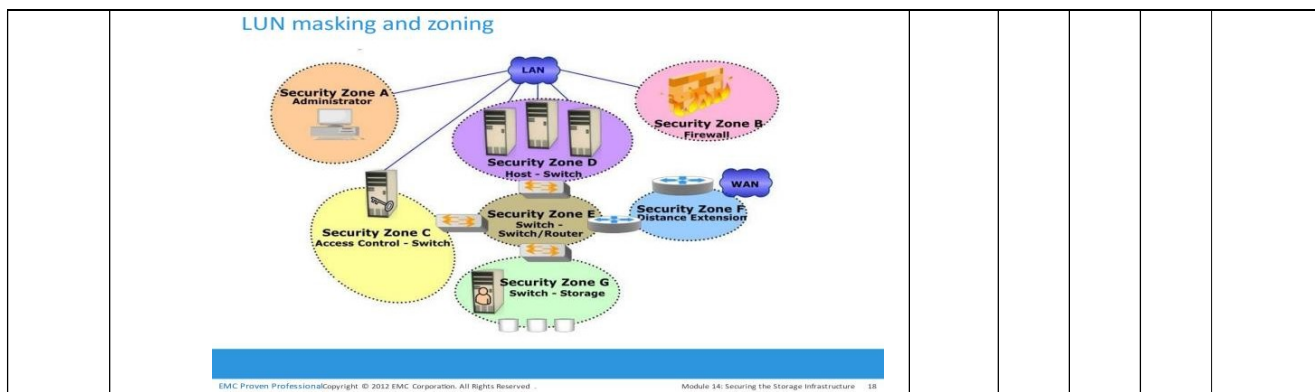 LUN masking and zoning
LAN
Security Zone A
Administrator
Security Zone B
Firewall
Security Zone D
Host - Switch
WAN
Security Zone C
Access Control - Switch
Security Zone E
Switch -
Switch/Router
Security Zone F
Distance Extension
Security Zone G
Switch - Storage
EMC Proven ProfessionalCopyright © 2012 EMC Corporation. All Rights Reserved .
Module 14: Securing the Storage Infrastructure 18